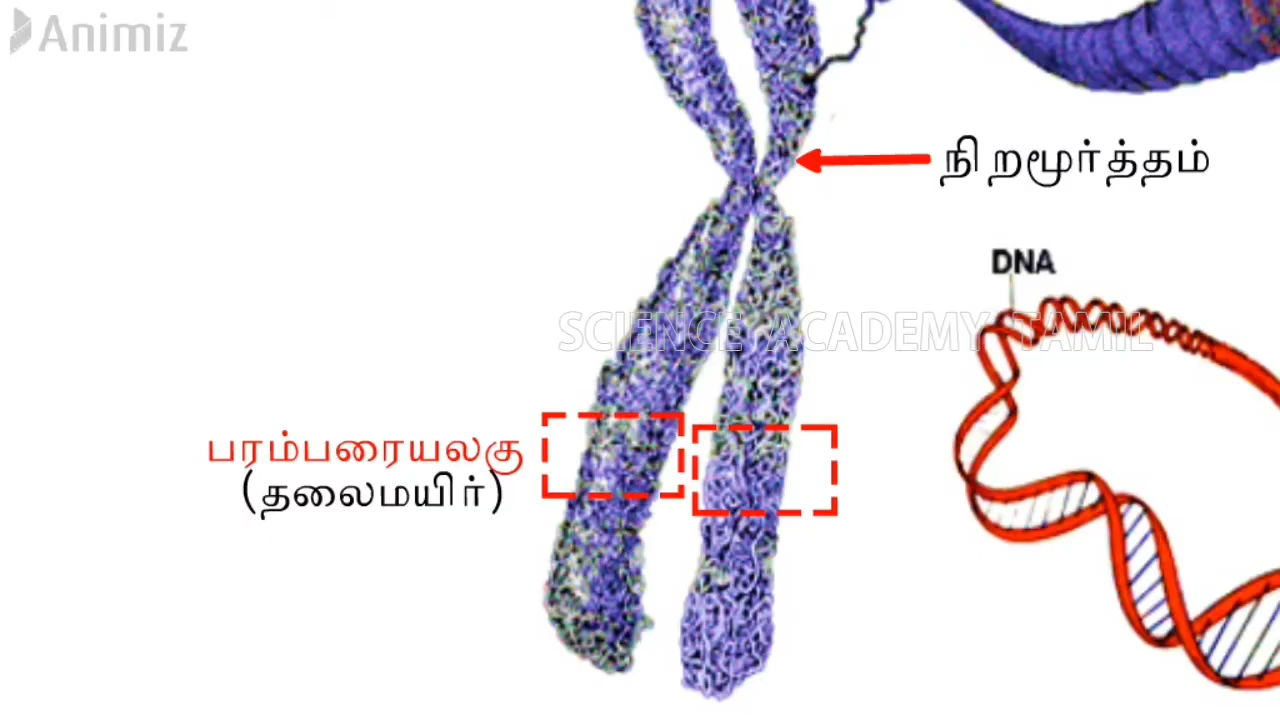 Animiz
நிறமூர்த்தம்
DNA
SCIENCE ACADEMY TAMIL
பரம்பரையலகு
(தலைமயிர்)